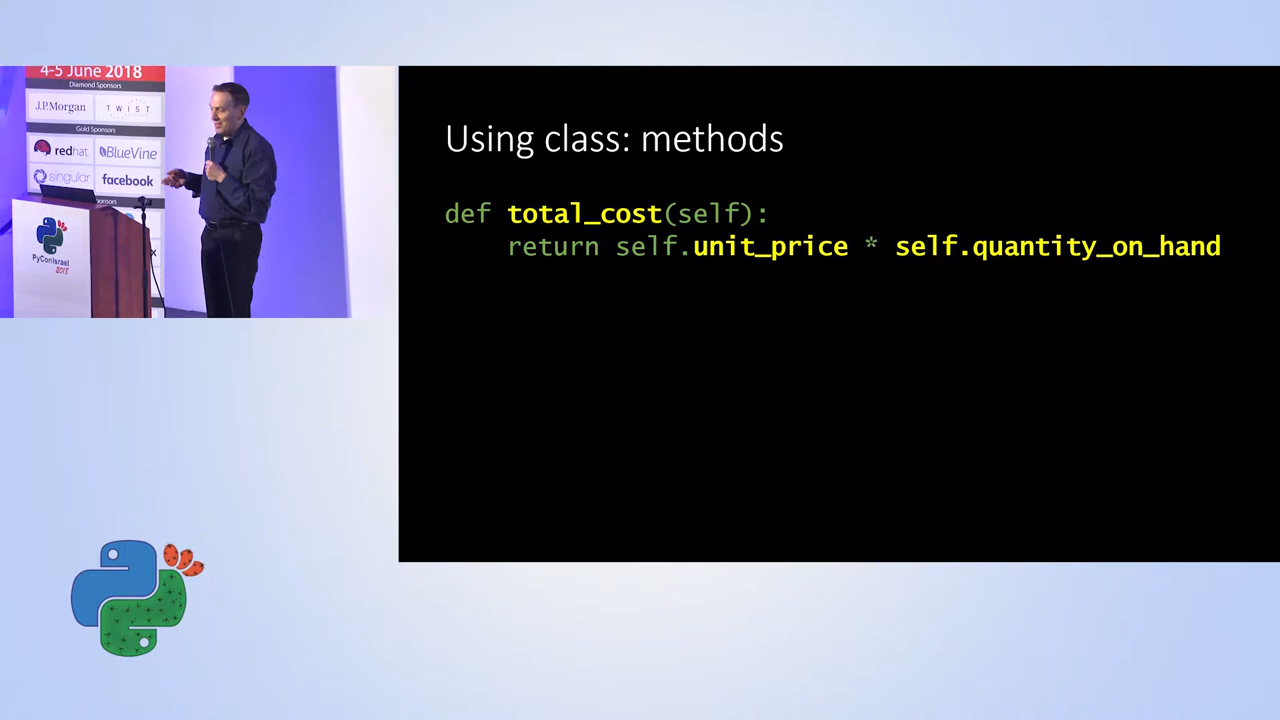 4-5 June 2018
Diamond Sponsors
J.P.Morgan
TWIST
Gold Sponsors
redhat.
BlueVine
singular
facebook
PyConIsrael
2018
Using class: methods
def total_cost(self):
return self.unit_price * self.quantity_on_hand